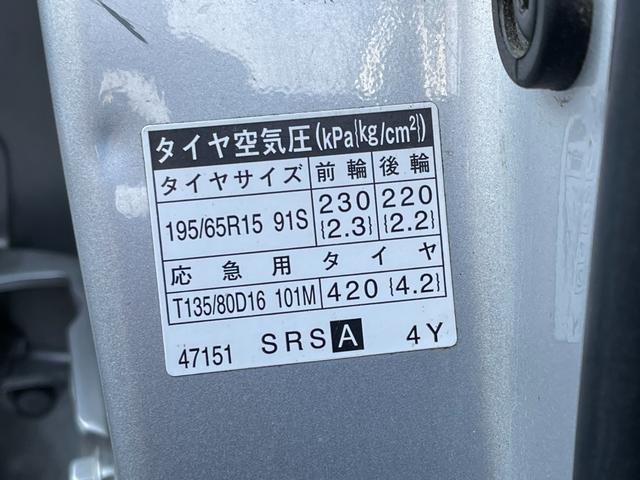 タイヤ空気圧(kPa{kg/cm²})
タイヤサイズ 前輪 後輪
195/65R15 91S 230 {2.3} 220 {2.2}
応急用タイヤ
T135/80D16 101M 420 {4.2}
47151 SRS A 4Y